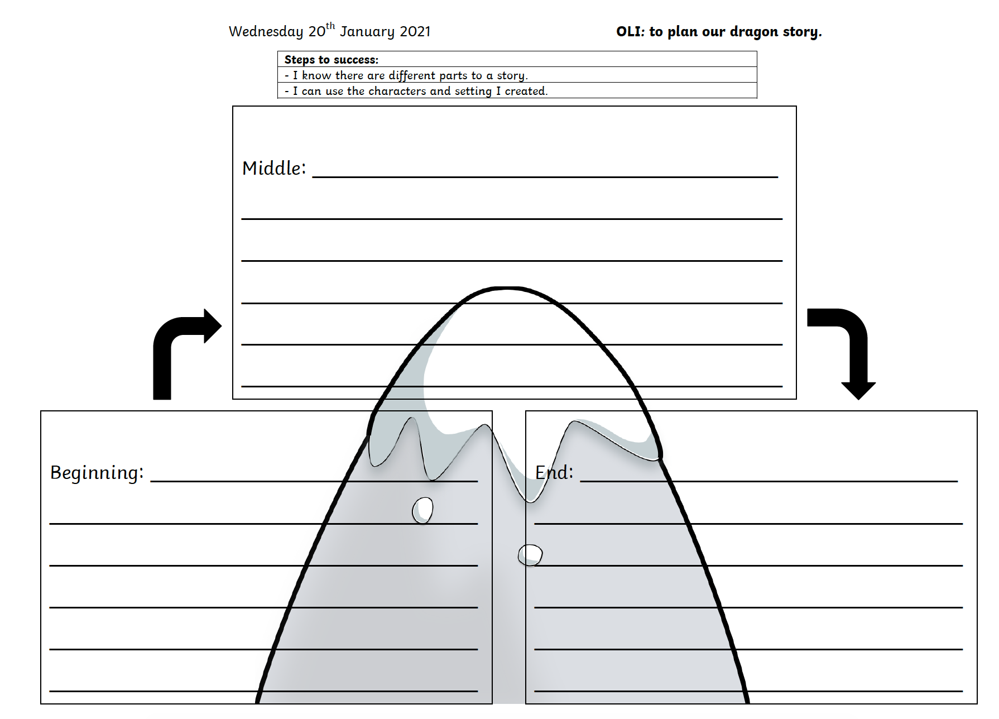 Wednesday 20th January 2021
OLI: to plan our dragon story.
Steps to success:
- I know there are different parts to a story.
- I can use the characters and setting I created.
Middle:
Beginning:
End: